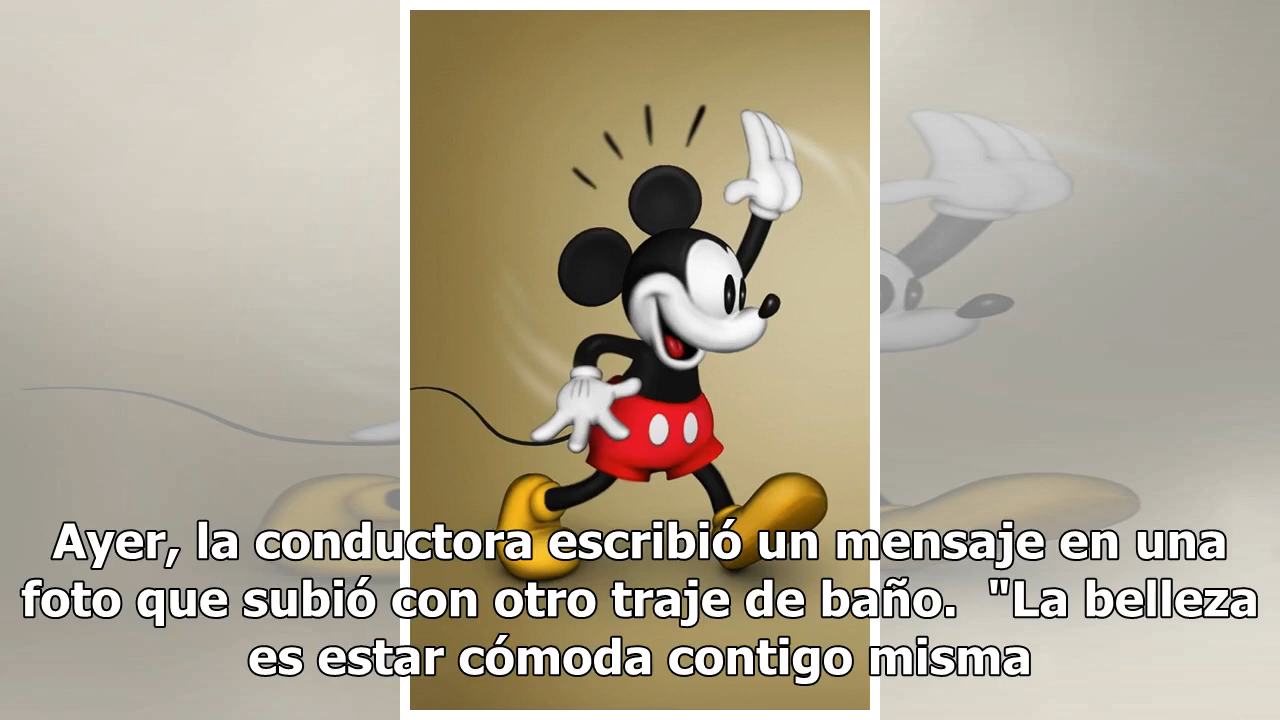 Ayer, la conductora escribió un mensaje en una
foto que subió con otro traje de baño.  "La belleza
es estar cómoda contigo misma